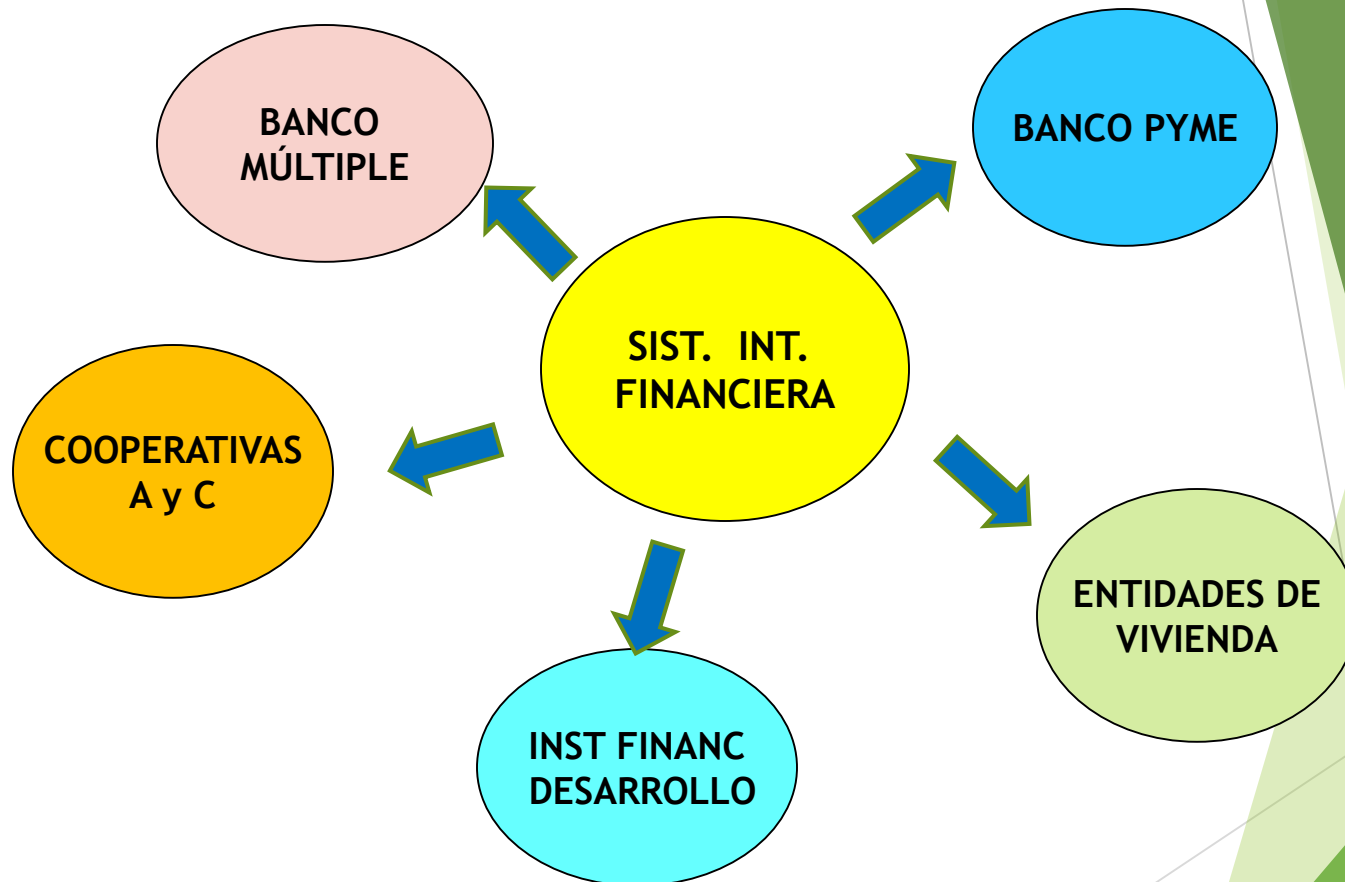 BANCO
MÚLTIPLE
BANCO PYME
SIST. INT.
FINANCIERA
COOPERATIVAS
A y C
ENTIDADES DE
VIVIENDA
INST FINANC
DESARROLLO